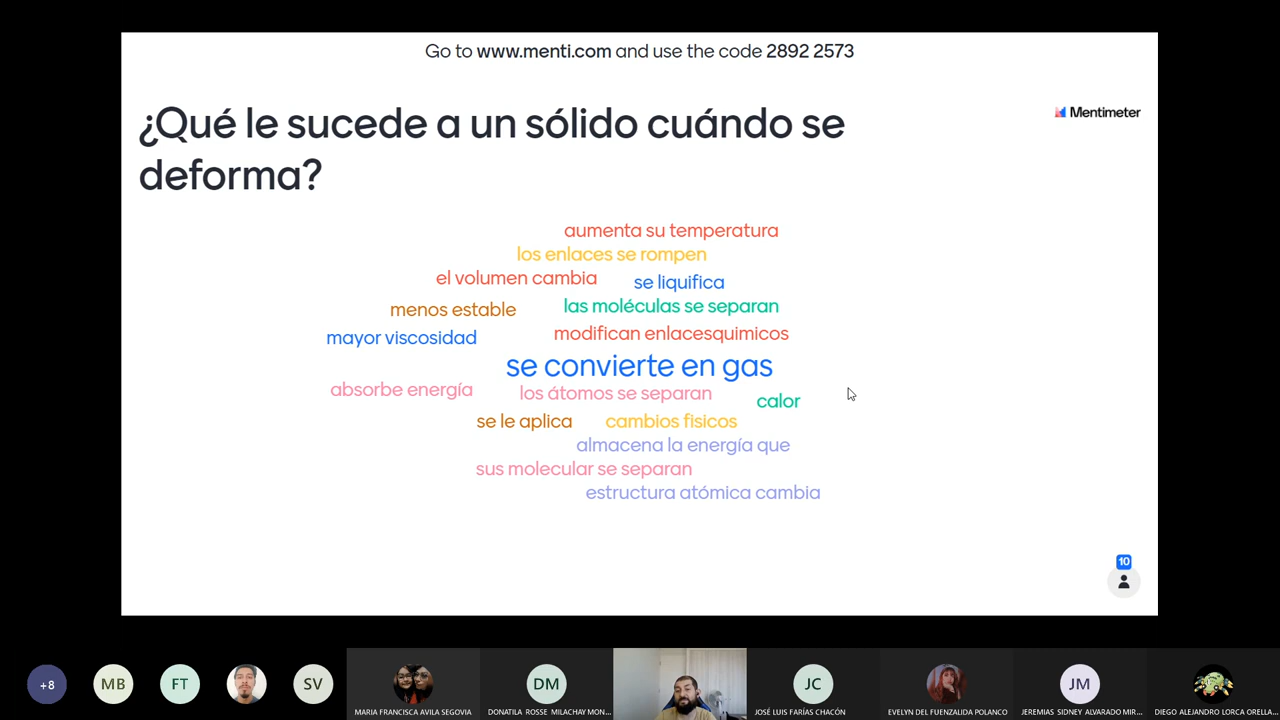 Go to www.menti.com and use the code 2892 2573
Mentimeter
¿Qué le sucede a un sólido cuándo se
deforma?
aumenta su temperatura
los enlaces se rompen
el volumen cambia
se liquifica
menos estable
las moléculas se separan
mayor viscosidad
modifican enlacesquimicos
se convierte en gas
absorbe energía
los átomos se separan
calor
se le aplica
cambios fisicos
almacena la energía que
sus molecular se separan
estructura atómica cambia
10
+8
MB
FT
SV
DM
JC
JM
MARIA FRANCISCA AVILA SEGOVIA
DONATILA ROSSE MILACHAY MON...
JOSÉ LUIS FARÍAS CHACÓN
EVELYN DEL FUENZALIDA POLANCO
JEREMIAS SIDNEY ALVARADO MIR...
DIEGO ALEJANDRO LORCA ORELLA...